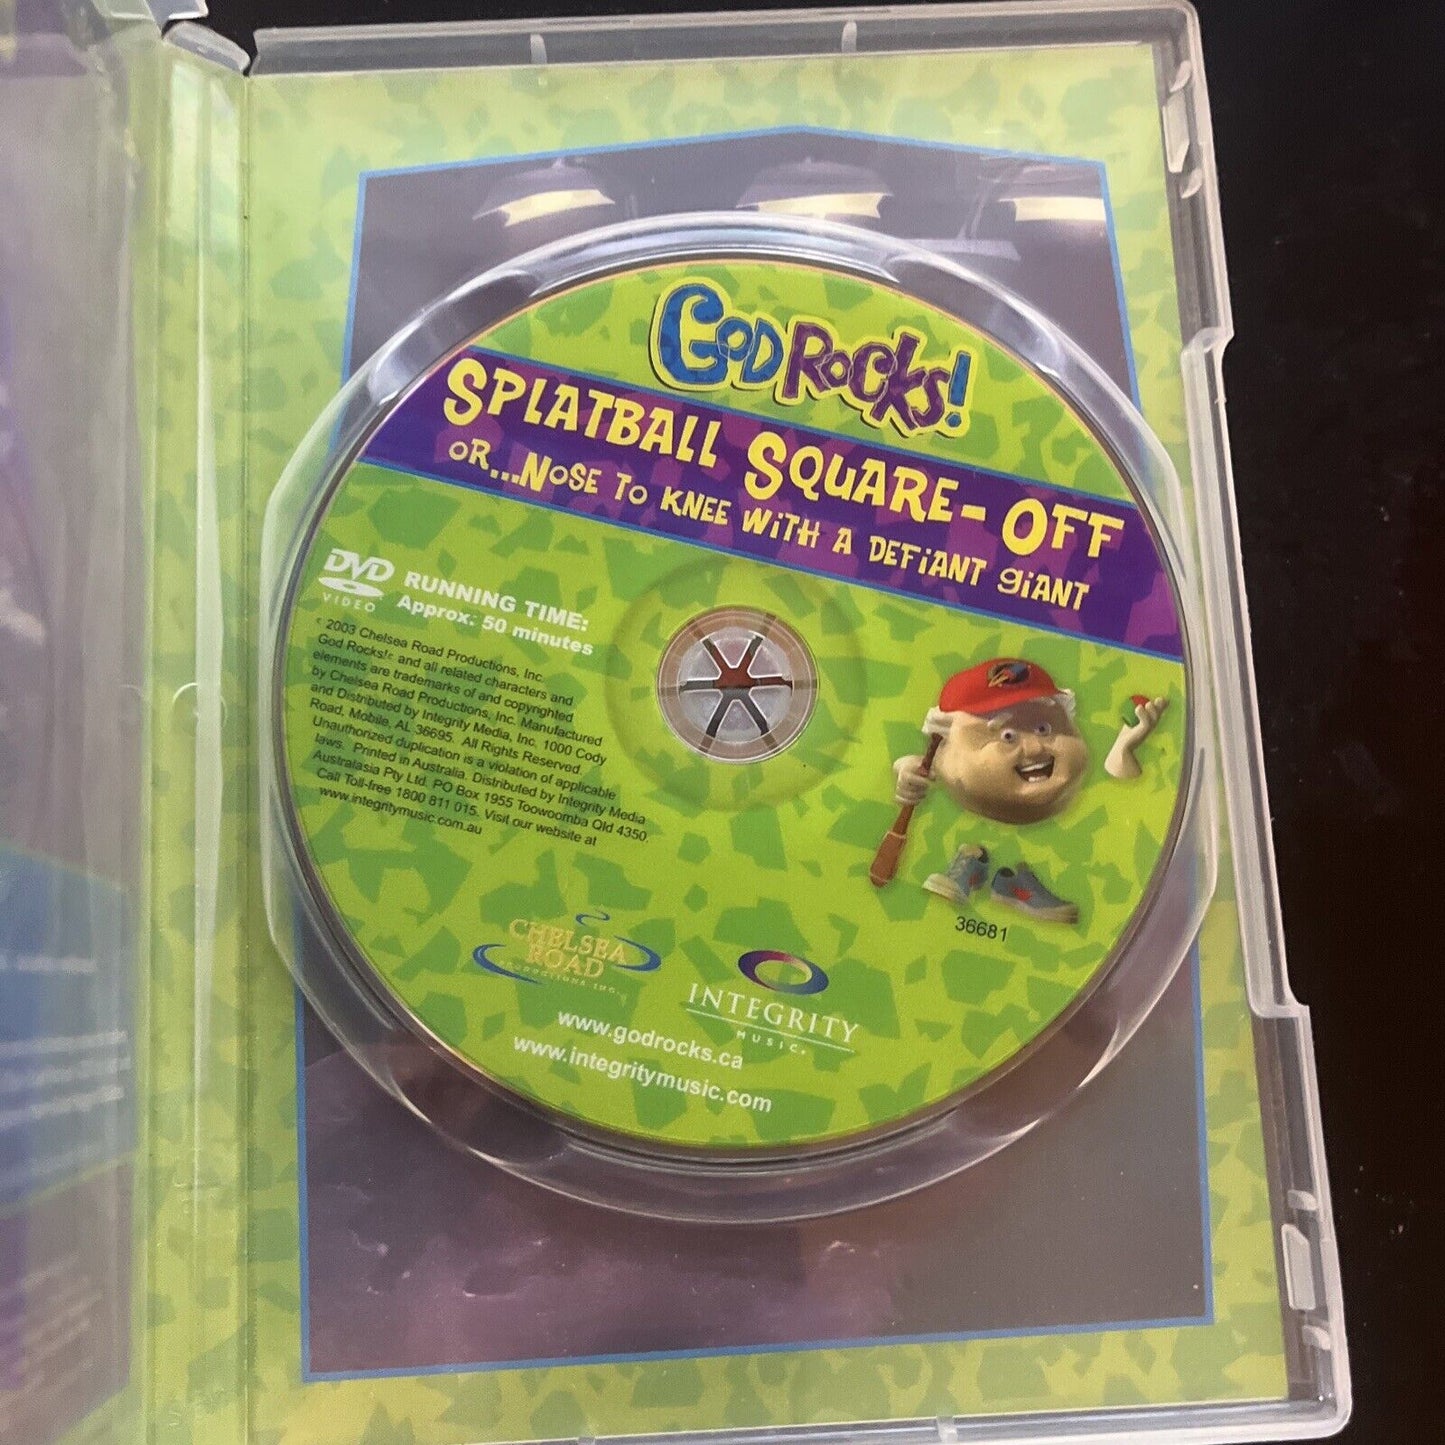 GOD ROCKS!
SPLATBALL SQUARE-OFF
OR...NOSE TO KNEE WITH A DEFIANT GIANT
DVD
VIDEO
RUNNING TIME:
Approx: 50 minutes
© 2003 Chelsea Road Productions, Inc.
God Rocks!® and all related characters and
elements are trademarks of and copyrighted
by Chelsea Road Productions, Inc. Manufactured
and Distributed by Integrity Media, Inc. 1000 Cody
Road, Mobile, AL 36695. All Rights Reserved.
Unauthorized duplication is a violation of applicable
laws. Printed in Australia. Distributed by Integrity Media
Australasia Pty Ltd. PO Box 1955 Toowoomba Qld 4350.
Call Toll-free 1800 811 015. Visit our website at
www.integritymusic.com.au
36681
CHELSEA
ROAD
PRODUCTIONS INC.
INTEGRITY
MUSIC.
www.godrocks.ca
www.integritymusic.com